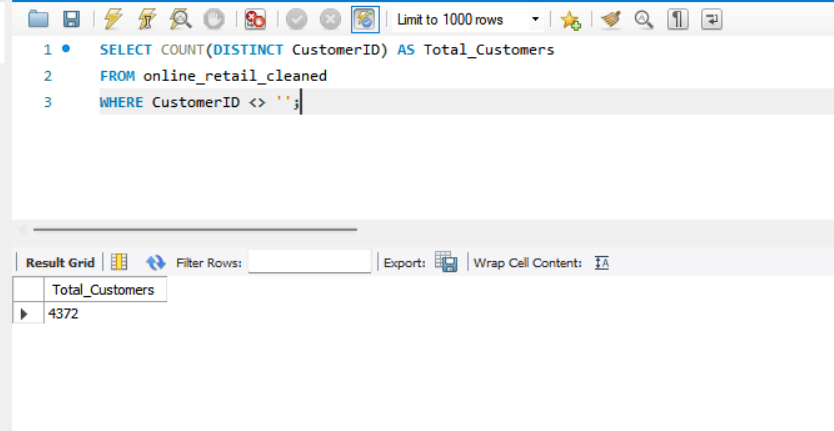 Limit to 1000 rows
1 SELECT COUNT(DISTINCT CustomerID) AS Total_Customers
2 FROM online_retail_cleaned
3 WHERE CustomerID <> '';
Result Grid Filter Rows: Export: Wrap Cell Content: IA
Total_Customers
4372